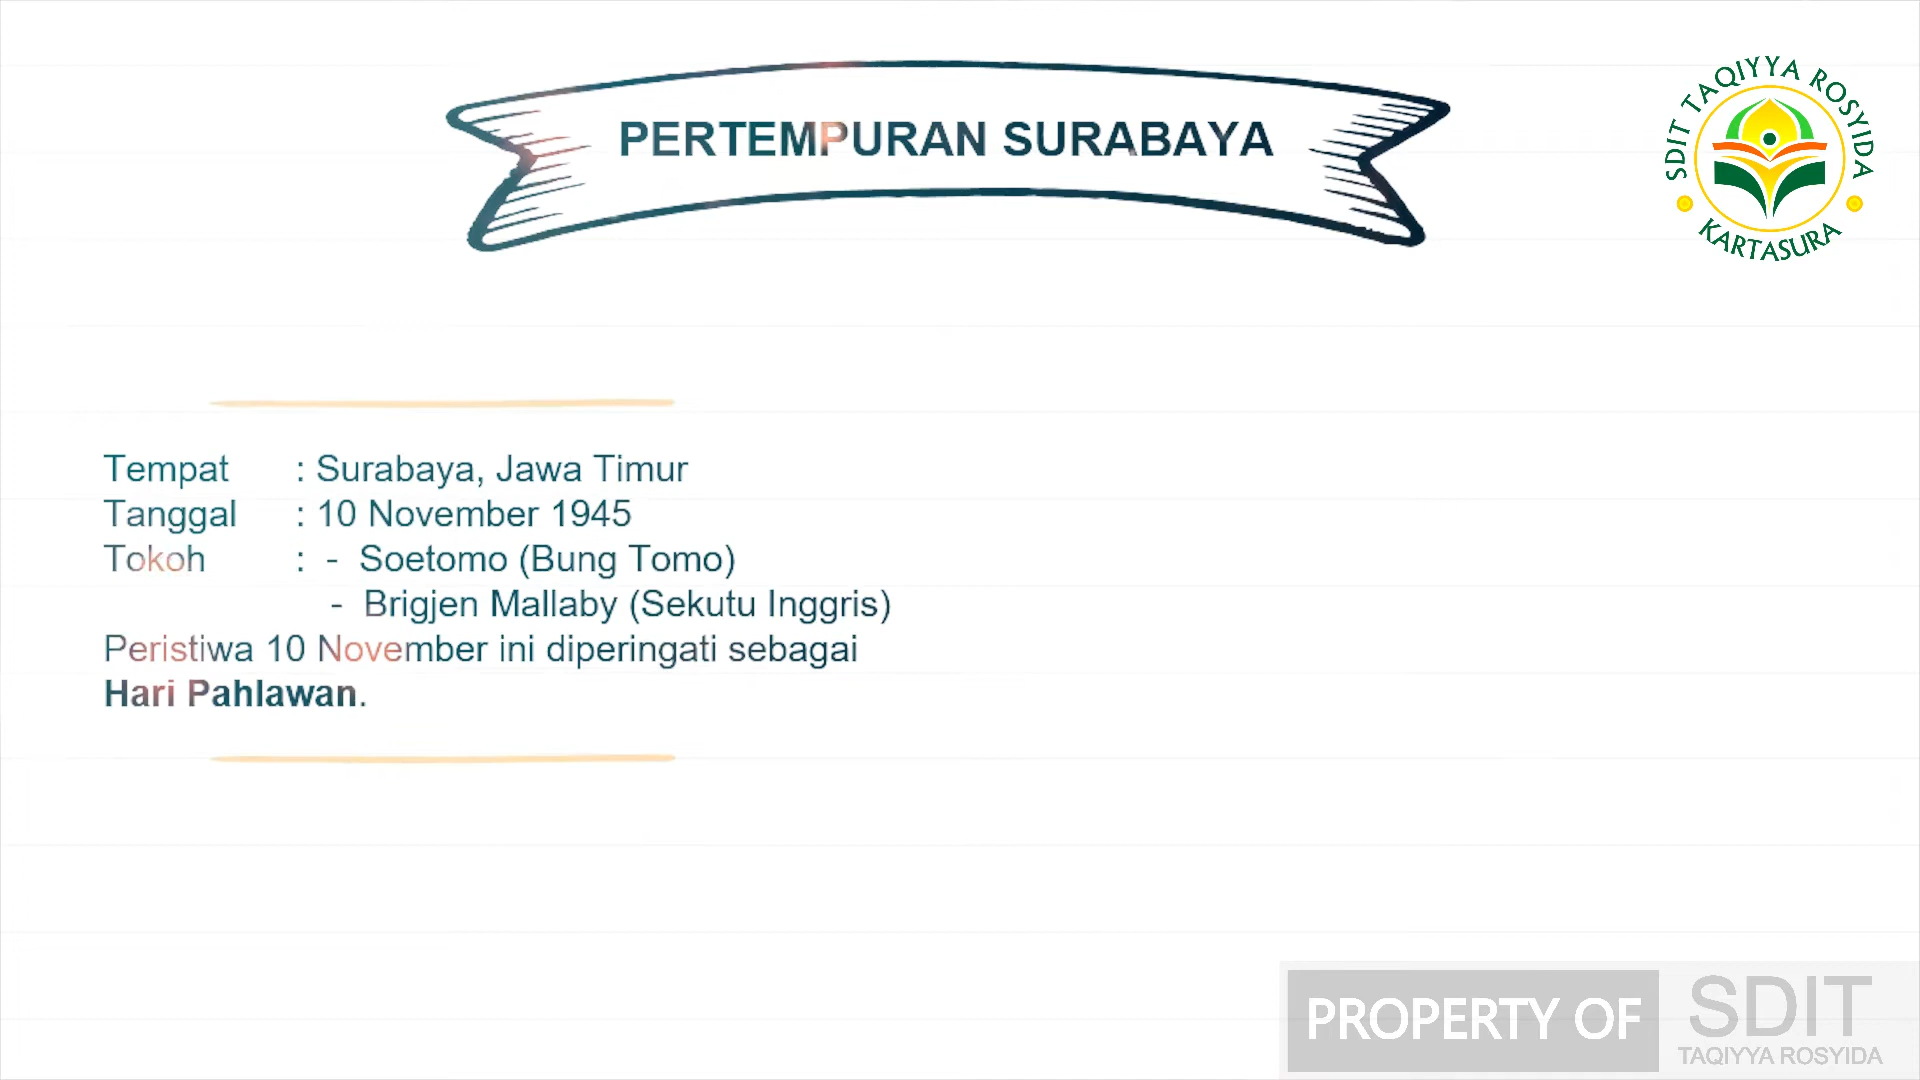 PERTEMPURAN SURABAYA
SDIT TAQIYYA ROSYIDA
KARTASURA
Tempat : Surabaya, Jawa Timur
Tanggal : 10 November 1945
Tokoh : - Soetomo (Bung Tomo)
- Brigjen Mallaby (Sekutu Inggris)
Peristiwa 10 November ini diperingati sebagai
Hari Pahlawan.
PROPERTY OF SDIT
TAQIYYA ROSYIDA